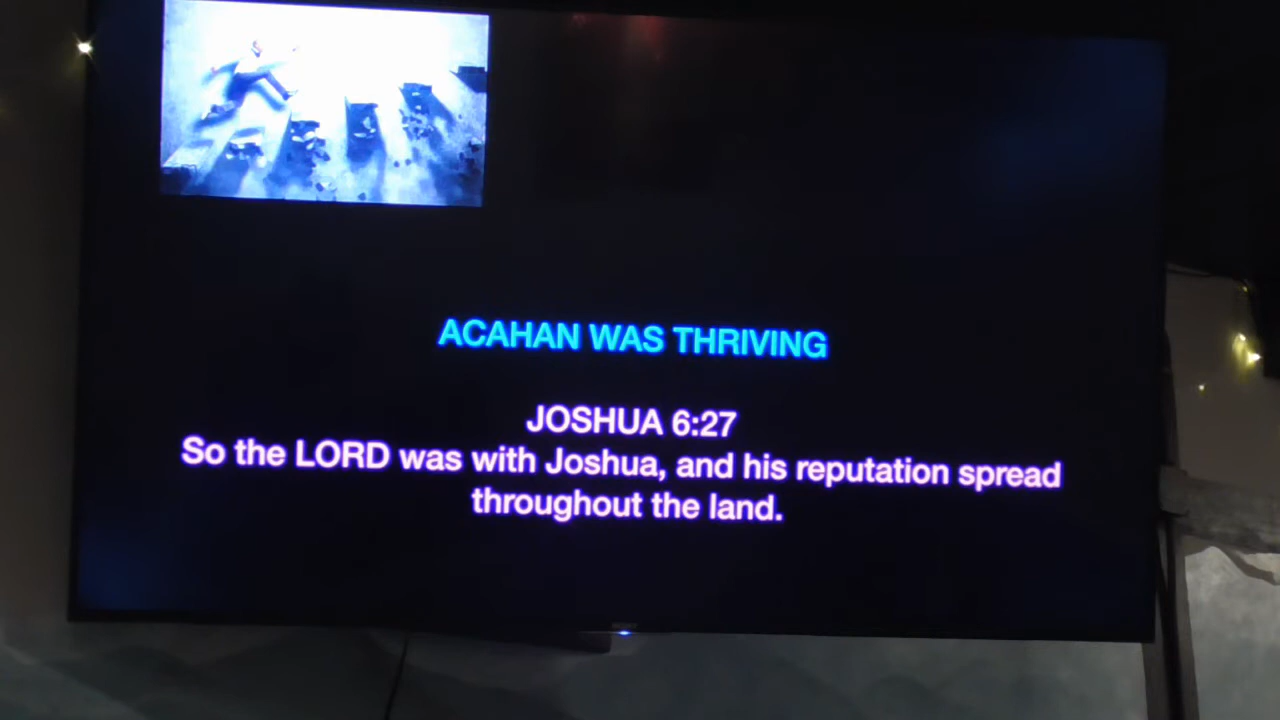 ACAHAN WAS THRIVING
JOSHUA 6:27
So the LORD was with Joshua, and his reputation spread
throughout the land.